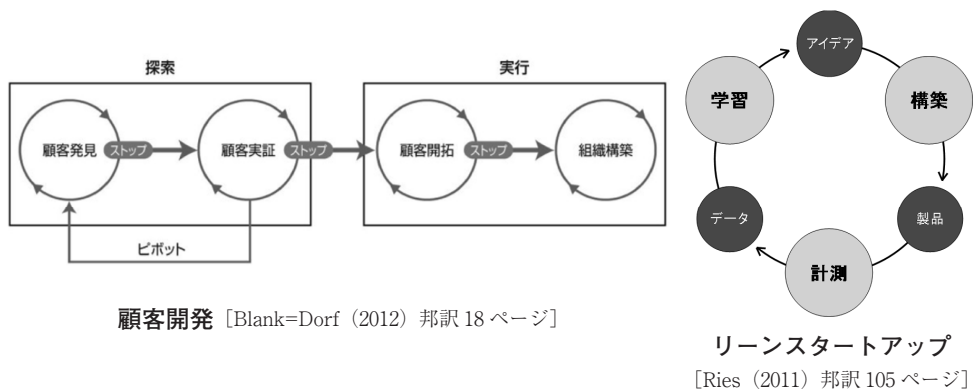 探索
顧客発見
ストップ
顧客実証
ストップ
ピボット
実行
顧客開拓
ストップ
組織構築
顧客開発［Blank=Dorf（2012）邦訳 18 ページ］
アイデア
構築
製品
計測
データ
学習
リーンスタートアップ
［Ries（2011）邦訳 105 ページ］